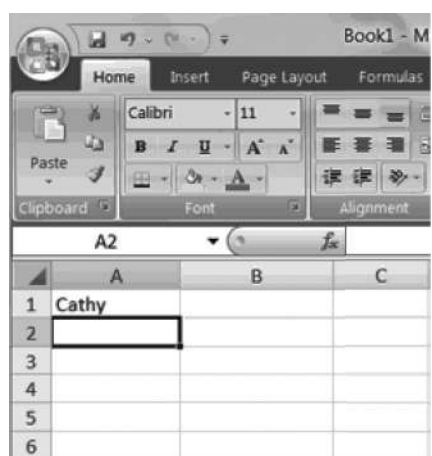 Book1 - M
Home Insert Page Layout Formulas
Calibri 11
Paste B I U A A
A
Clipboard Font Alignment
A2 fx
A B C
1 Cathy
2
3
4
5
6